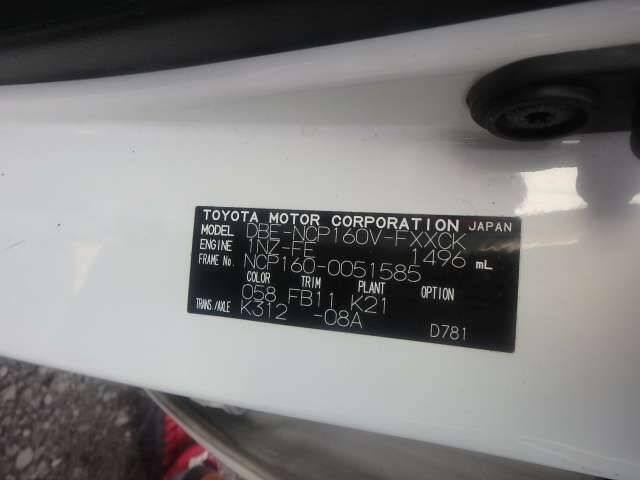 TOYOTA MOTOR CORPORATION JAPAN
MODEL DBE-NCP160V-FXXCK
ENGINE 1NZ-FE 1496 mL
FRAME No. NCP160-0051585
COLOR TRIM PLANT OPTION
058 FB11 K21
TRANS./AXLE K312 -08A
D781